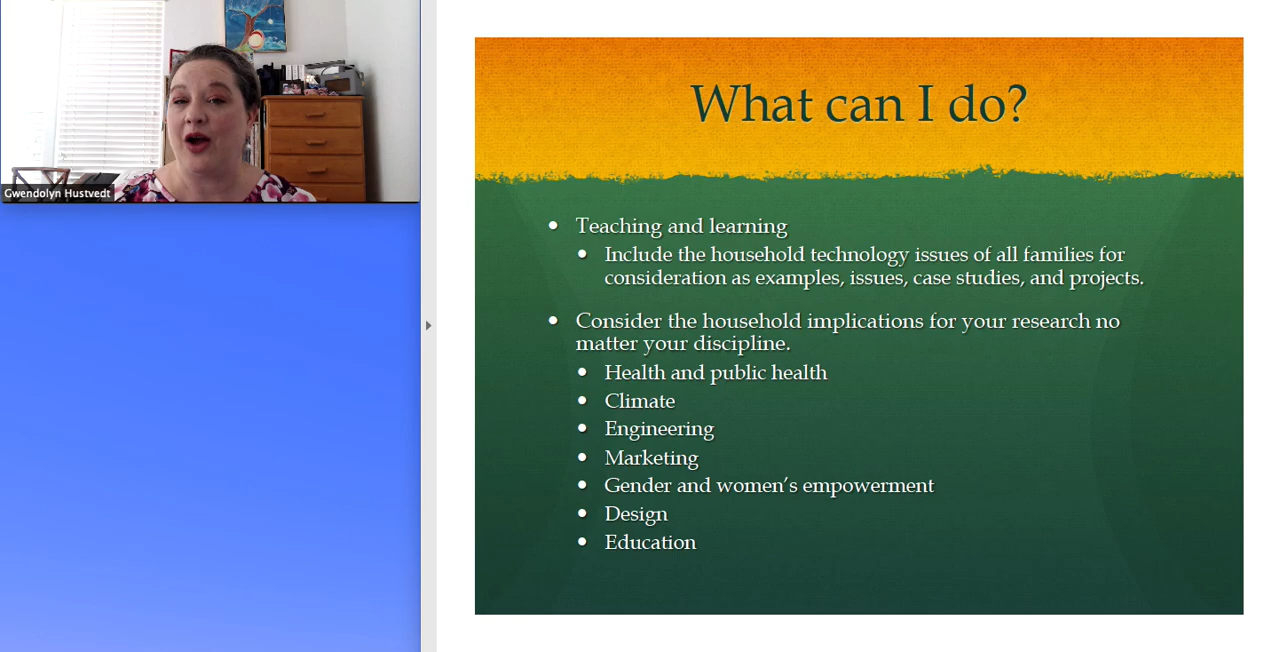 Gwendolyn Hustvedt
What can I do?
• Teaching and learning
• Include the household technology issues of all families for
consideration as examples, issues, case studies, and projects.
• Consider the household implications for your research no
matter your discipline.
• Health and public health
• Climate
• Engineering
• Marketing
• Gender and women’s empowerment
• Design
• Education